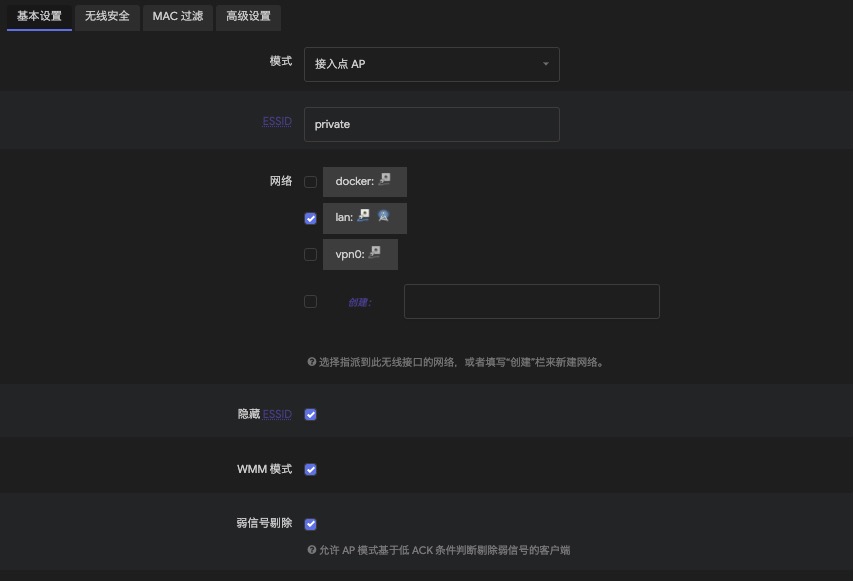 基本设置 无线安全 MAC 过滤 高级设置
模式 接入点 AP
ESSID private
网络 docker:
lan:
vpn0:
创建:
选择指派到此无线接口的网络，或者填写“创建”栏来新建网络。
隐藏 ESSID
WMM 模式
弱信号剔除
允许 AP 模式基于低 ACK 条件判断剔除弱信号的客户端